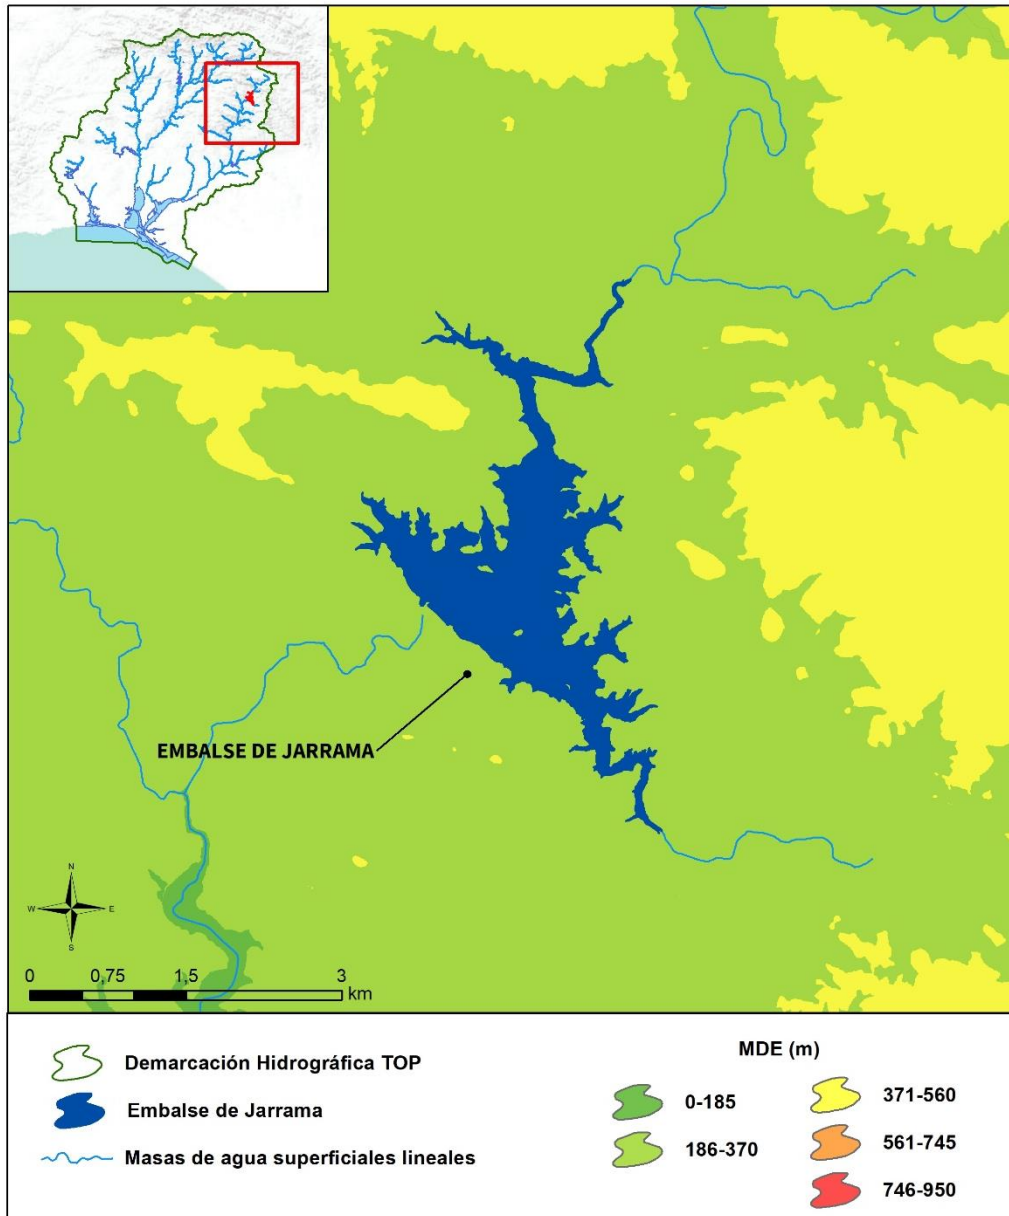 EMBALSE DE JARRAMA
N
W E
S
0 0,75 1,5 3
km
Demarcación Hidrográfica TOP
Embalse de Jarrama
Masas de agua superficiales lineales
MDE (m)
0-185
186-370
371-560
561-745
746-950